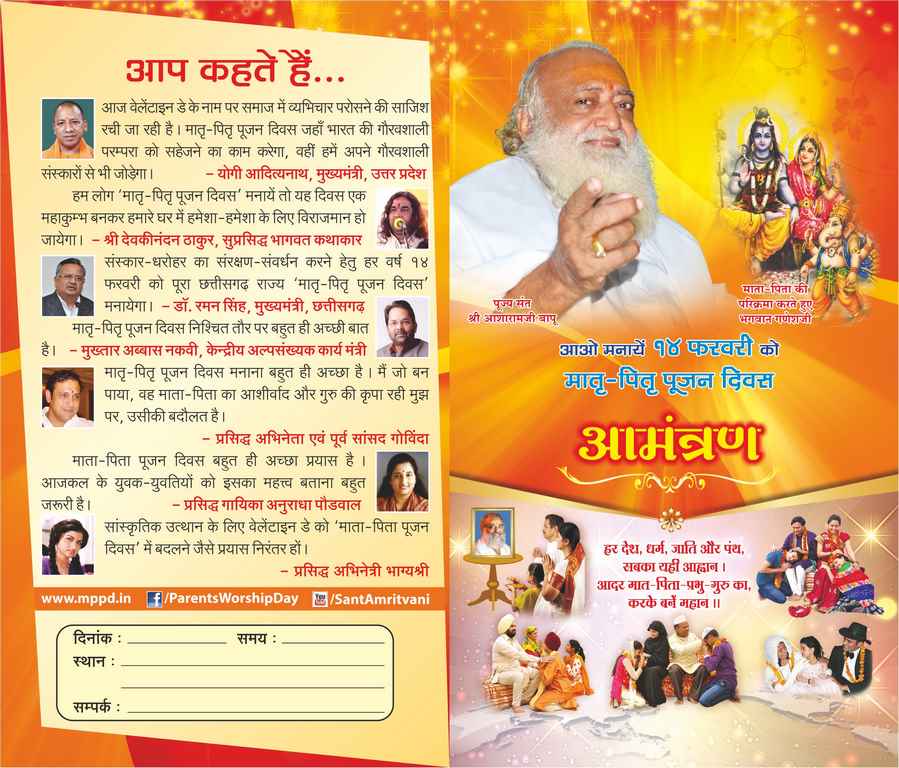 आप कहते हैं...
आज वेलेंटाइन डे के नाम पर समाज में व्यभिचार परोसने की साजिश
रची जा रही है । मातृ-पितृ पूजन दिवस जहाँ भारत की गौरवशाली
परम्परा को सहेजने का काम करेगा, वहीं हमें अपने गौरवशाली
संस्कारों से भी जोड़ेगा । – योगी आदित्यनाथ, मुख्यमंत्री, उत्तर प्रदेश
हम लोग ‘मातृ-पितृ पूजन दिवस’ मनायें तो यह दिवस एक
महाकुम्भ बनकर हमारे घर में हमेशा-हमेशा के लिए विराजमान हो
जायेगा । – श्री देवकीनंदन ठाकुर, सुप्रसिद्ध भागवत कथाकार
संस्कार-धरोहर का संरक्षण-संवर्धन करने हेतु हर वर्ष १४
फरवरी को पूरा छत्तीसगढ़ राज्य ‘मातृ-पितृ पूजन दिवस’
मनायेगा । – डॉ. रमन सिंह, मुख्यमंत्री, छत्तीसगढ़
मातृ-पितृ पूजन दिवस निश्चित तौर पर बहुत ही अच्छी बात
है । – मुख्तार अब्बास नकवी, केन्द्रीय अल्पसंख्यक कार्य मंत्री
मातृ-पितृ पूजन दिवस मनाना बहुत ही अच्छा है । मैं जो बन
पाया, वह माता-पिता का आशीर्वाद और गुरु की कृपा रही मुझ
पर, उसीकी बदौलत है ।
– प्रसिद्ध अभिनेता एवं पूर्व सांसद गोविंदा
माता-पिता पूजन दिवस बहुत ही अच्छा प्रयास है ।
आजकल के युवक-युवतियों को इसका महत्त्व बताना बहुत
जरूरी है । – प्रसिद्ध गायिका अनुराधा पौडवाल
सांस्कृतिक उत्थान के लिए वेलेंटाइन डे को ‘माता-पिता पूजन
दिवस’ में बदलने जैसे प्रयास निरंतर हों ।
– प्रसिद्ध अभिनेत्री भाग्यश्री
www.mppd.in f/ParentsWorshipDay You Tube/SantAmritvani
दिनांक : समय :
स्थान :
सम्पर्क :
पूज्य संत
श्री आशारामजी बापू
माता-पिता की
परिक्रमा करते हुए
भगवान गणेशजी
आओ मनायें १४ फरवरी को
मातृ-पितृ पूजन दिवस
आमंत्रण
हर देश, धर्म, जाति और पंथ,
सबका यही आह्वान ।
आदर मात-पिता-प्रभु-गुरु का,
करके बनें महान ॥